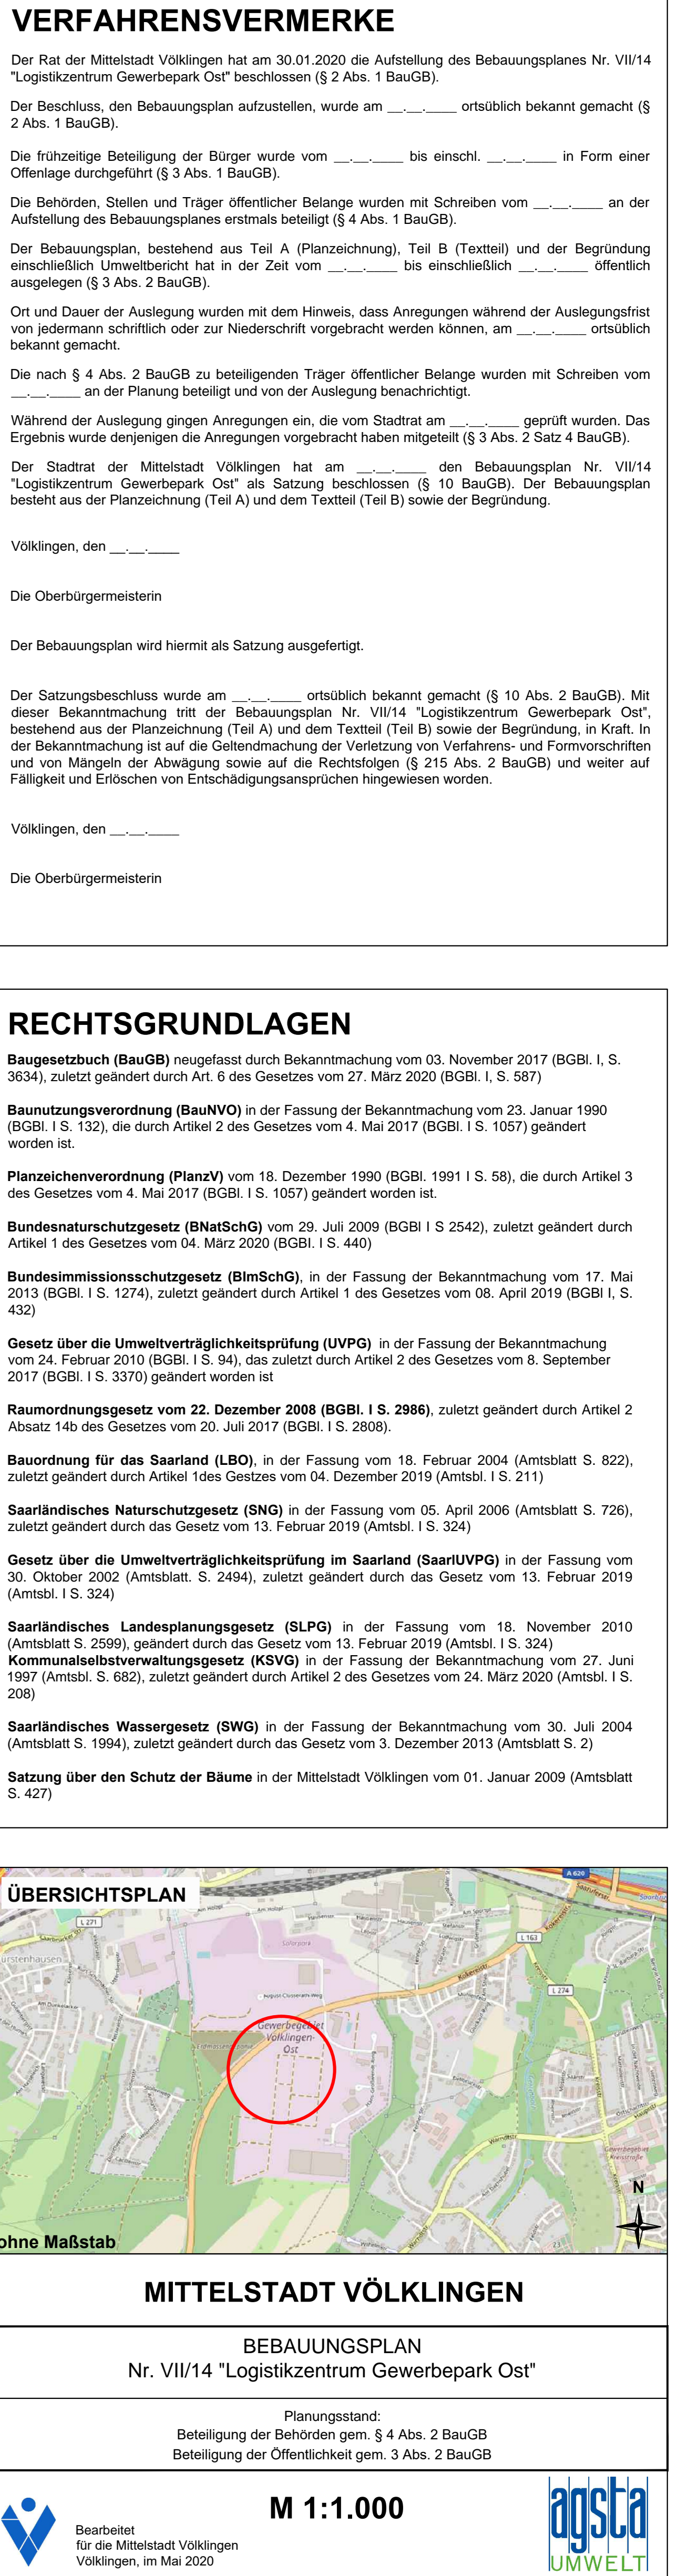 VERFAHRENSVERMERKE
Der Rat der Mittelstadt Völklingen hat am 30.01.2020 die Aufstellung des Bebauungsplanes Nr. VII/14
"Logistikzentrum Gewerbepark Ost" beschlossen (§ 2 Abs. 1 BauGB).
Der Beschluss, den Bebauungsplan aufzustellen, wurde am __.__.____ ortsüblich bekannt gemacht (§
2 Abs. 1 BauGB).
Die frühzeitige Beteiligung der Bürger wurde vom __.__.____ bis einschl. __.__.____ in Form einer
Offenlage durchgeführt (§ 3 Abs. 1 BauGB).
Die Behörden, Stellen und Träger öffentlicher Belange wurden mit Schreiben vom __.__.____ an der
Aufstellung des Bebauungsplanes erstmals beteiligt (§ 4 Abs. 1 BauGB).
Der Bebauungsplan, bestehend aus Teil A (Planzeichnung), Teil B (Textteil) und der Begründung
einschließlich Umweltbericht hat in der Zeit vom __.__.____ bis einschließlich __.__.____ öffentlich
ausgelegen (§ 3 Abs. 2 BauGB).
Ort und Dauer der Auslegung wurden mit dem Hinweis, dass Anregungen während der Auslegungsfrist
von jedermann schriftlich oder zur Niederschrift vorgebracht werden können, am __.__.____ ortsüblich
bekannt gemacht.
Die nach § 4 Abs. 2 BauGB zu beteiligenden Träger öffentlicher Belange wurden mit Schreiben vom
__.__.____ an der Planung beteiligt und von der Auslegung benachrichtigt.
Während der Auslegung gingen Anregungen ein, die vom Stadtrat am __.__.____ geprüft wurden. Das
Ergebnis wurde denjenigen die Anregungen vorgebracht haben mitgeteilt (§ 3 Abs. 2 Satz 4 BauGB).
Der Stadtrat der Mittelstadt Völklingen hat am __.__.____ den Bebauungsplan Nr. VII/14
"Logistikzentrum Gewerbepark Ost" als Satzung beschlossen (§ 10 BauGB). Der Bebauungsplan
besteht aus der Planzeichnung (Teil A) und dem Textteil (Teil B) sowie der Begründung.
Völklingen, den __.__.____
Die Oberbürgermeisterin
Der Bebauungsplan wird hiermit als Satzung ausgefertigt.
Der Satzungsbeschluss wurde am __.__.____ ortsüblich bekannt gemacht (§ 10 Abs. 2 BauGB). Mit
dieser Bekanntmachung tritt der Bebauungsplan Nr. VII/14 "Logistikzentrum Gewerbepark Ost",
bestehend aus der Planzeichnung (Teil A) und dem Textteil (Teil B) sowie der Begründung, in Kraft. In
der Bekanntmachung ist auf die Geltendmachung der Verletzung von Verfahrens- und Formvorschriften
und von Mängeln der Abwägung sowie auf die Rechtsfolgen (§ 215 Abs. 2 BauGB) und weiter auf
Fälligkeit und Erlöschen von Entschädigungsansprüchen hingewiesen worden.
Völklingen, den __.__.____
Die Oberbürgermeisterin
RECHTSGRUNDLAGEN
Baugesetzbuch (BauGB) neugefasst durch Bekanntmachung vom 03. November 2017 (BGBl. I, S.
3634), zuletzt geändert durch Art. 6 des Gesetzes vom 27. März 2020 (BGBl. I, S. 587)
Baunutzungsverordnung (BauNVO) in der Fassung der Bekanntmachung vom 23. Januar 1990
(BGBl. I S. 132), die durch Artikel 2 des Gesetzes vom 4. Mai 2017 (BGBl. I S. 1057) geändert
worden ist.
Planzeichenverordnung (PlanzV) vom 18. Dezember 1990 (BGBl. 1991 I S. 58), die durch Artikel 3
des Gesetzes vom 4. Mai 2017 (BGBl. I S. 1057) geändert worden ist.
Bundesnaturschutzgesetz (BNatSchG) vom 29. Juli 2009 (BGBl I S 2542), zuletzt geändert durch
Artikel 1 des Gesetzes vom 04. März 2020 (BGBl. I S. 440)
Bundesimmissionsschutzgesetz (BImSchG), in der Fassung der Bekanntmachung vom 17. Mai
2013 (BGBl. I S. 1274), zuletzt geändert durch Artikel 1 des Gesetzes vom 08. April 2019 (BGBl I, S.
432)
Gesetz über die Umweltverträglichkeitsprüfung (UVPG) in der Fassung der Bekanntmachung
vom 24. Februar 2010 (BGBl. I S. 94), das zuletzt durch Artikel 2 des Gesetzes vom 8. September
2017 (BGBl. I S. 3370) geändert worden ist
Raumordnungsgesetz vom 22. Dezember 2008 (BGBl. I S. 2986), zuletzt geändert durch Artikel 2
Absatz 14b des Gesetzes vom 20. Juli 2017 (BGBl. I S. 2808).
Bauordnung für das Saarland (LBO), in der Fassung vom 18. Februar 2004 (Amtsblatt S. 822),
zuletzt geändert durch Artikel 1des Gestzes vom 04. Dezember 2019 (Amtsbl. I S. 211)
Saarländisches Naturschutzgesetz (SNG) in der Fassung vom 05. April 2006 (Amtsblatt S. 726),
zuletzt geändert durch das Gesetz vom 13. Februar 2019 (Amtsbl. I S. 324)
Gesetz über die Umweltverträglichkeitsprüfung im Saarland (SaarlUVPG) in der Fassung vom
30. Oktober 2002 (Amtsblatt. S. 2494), zuletzt geändert durch das Gesetz vom 13. Februar 2019
(Amtsbl. I S. 324)
Saarländisches Landesplanungsgesetz (SLPG) in der Fassung vom 18. November 2010
(Amtsblatt S. 2599), geändert durch das Gesetz vom 13. Februar 2019 (Amtsbl. I S. 324)
Kommunalselbstverwaltungsgesetz (KSVG) in der Fassung der Bekanntmachung vom 27. Juni
1997 (Amtsbl. S. 682), zuletzt geändert durch Artikel 2 des Gesetzes vom 24. März 2020 (Amtsbl. I S.
208)
Saarländisches Wassergesetz (SWG) in der Fassung der Bekanntmachung vom 30. Juli 2004
(Amtsblatt S. 1994), zuletzt geändert durch das Gesetz vom 3. Dezember 2013 (Amtsblatt S. 2)
Satzung über den Schutz der Bäume in der Mittelstadt Völklingen vom 01. Januar 2009 (Amtsblatt
S. 427)
ÜBERSICHTSPLAN
A 620
L 271
L 163
L 274
Gewerbegebiet
Völklingen-
Ost
N
ohne Maßstab
MITTELSTADT VÖLKLINGEN
BEBAUUNGSPLAN
Nr. VII/14 "Logistikzentrum Gewerbepark Ost"
Planungsstand:
Beteiligung der Behörden gem. § 4 Abs. 2 BauGB
Beteiligung der Öffentlichkeit gem. 3 Abs. 2 BauGB
M 1:1.000
Bearbeitet
für die Mittelstadt Völklingen
Völklingen, im Mai 2020
agsta
UMWELT